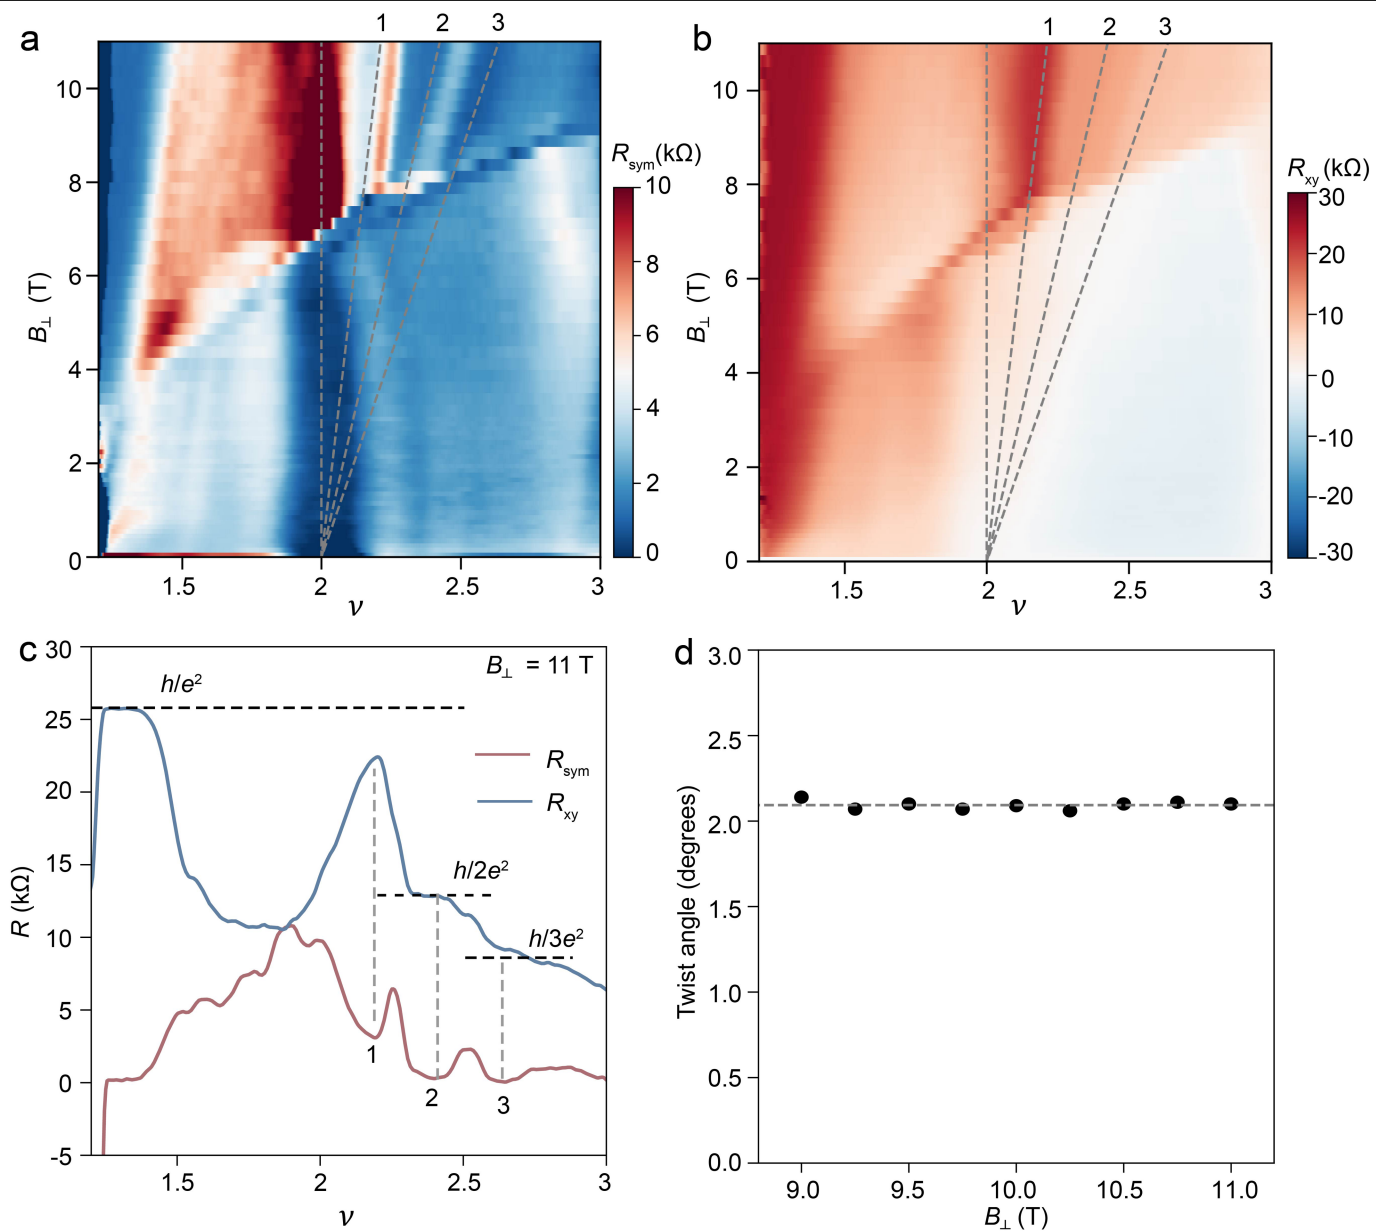 a
1 2 3
10
8
6
4
2
0
B⊥ (T)
1.5 2 2.5 3
ν
Rsym(kΩ)
10
8
6
4
2
0
b
1 2 3
10
8
6
4
2
0
B⊥ (T)
1.5 2 2.5 3
ν
Rxy (kΩ)
30
20
10
0
-10
-20
-30
c
B⊥ = 11 T
h/e²
Rsym
Rxy
h/2e²
h/3e²
1
2
3
30
25
20
15
10
5
0
-5
R (kΩ)
1.5 2 2.5 3
ν
d
3.0
2.5
2.0
1.5
1.0
0.5
0.0
Twist angle (degrees)
9.0 9.5 10.0 10.5 11.0
B⊥ (T)